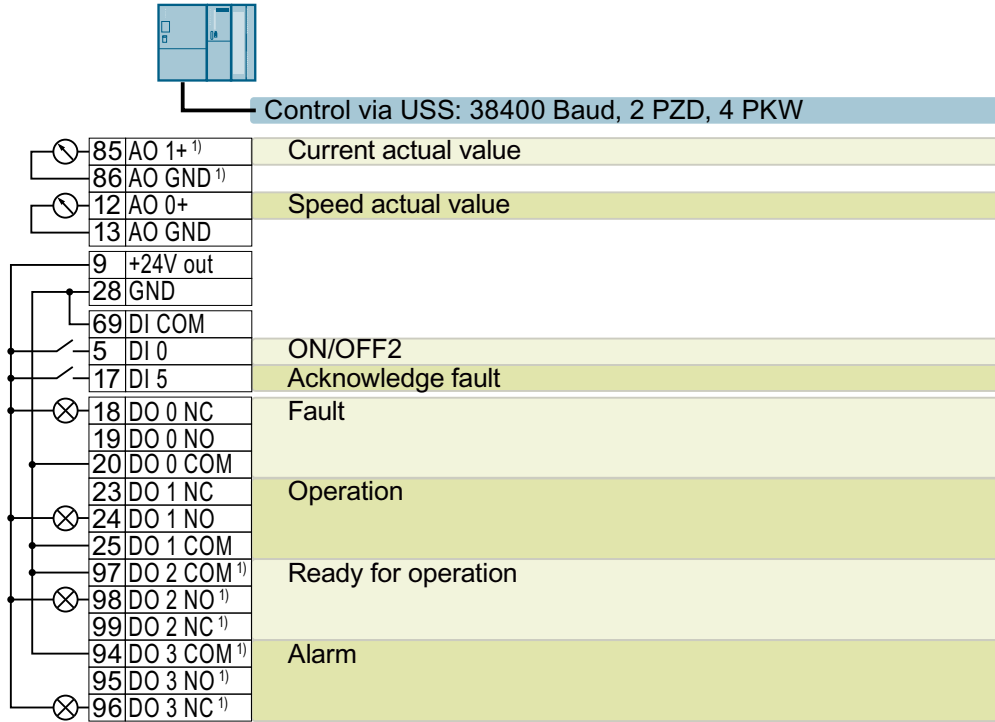 Control via USS: 38400 Baud, 2 PZD, 4 PKW
85 AO 1+ 1) Current actual value
86 AO GND 1)
12 AO 0+ Speed actual value
13 AO GND
9 +24V out
28 GND
69 DI COM
5 DI 0 ON/OFF2
17 DI 5 Acknowledge fault
18 DO 0 NC Fault
19 DO 0 NO
20 DO 0 COM
23 DO 1 NC Operation
24 DO 1 NO
25 DO 1 COM
97 DO 2 COM 1) Ready for operation
98 DO 2 NO 1)
99 DO 2 NC 1)
94 DO 3 COM 1) Alarm
95 DO 3 NO 1)
96 DO 3 NC 1)